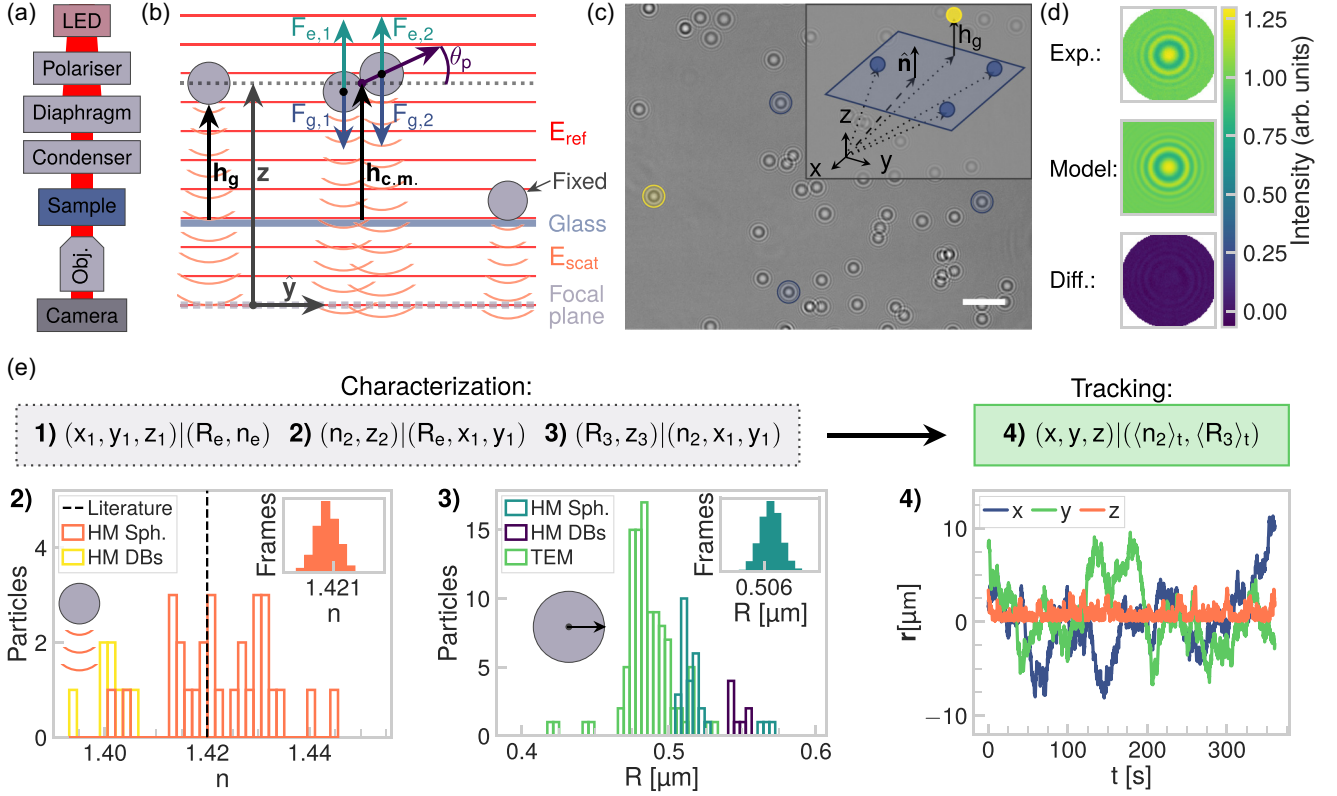 (a)
LED
Polariser
Diaphragm
Condenser
Sample
Obj.
Camera
(b)
F_e,1
F_e,2
θ_p
F_g,1
F_g,2
E_ref
h_g
z
h_c.m.
Fixed
Glass
E_scat
ŷ
Focal
plane
(c)
h_g
n̂
z
x
y
(d)
Exp.:
Model:
Diff.:
1.25
1.00
0.75
0.50
0.25
0.00
Intensity (arb. units)
(e)
Characterization:
1) (x₁, y₁, z₁)|(R_e, n_e) 2) (n₂, z₂)|(R_e, x₁, y₁) 3) (R₃, z₃)|(n₂, x₁, y₁)
Tracking:
4) (x, y, z)|(⟨n₂⟩_t, ⟨R₃⟩_t)
2)
Literature
HM Sph.
HM DBs
Frames
1.421
n
Particles
4
2
0
1.40
1.42
1.44
n
3)
HM Sph.
HM DBs
TEM
Frames
0.506
R [μm]
Particles
15
10
5
0
0.4
0.5
0.6
R [μm]
4)
x
y
z
r[μm]
10
0
−10
0
100
200
300
t [s]